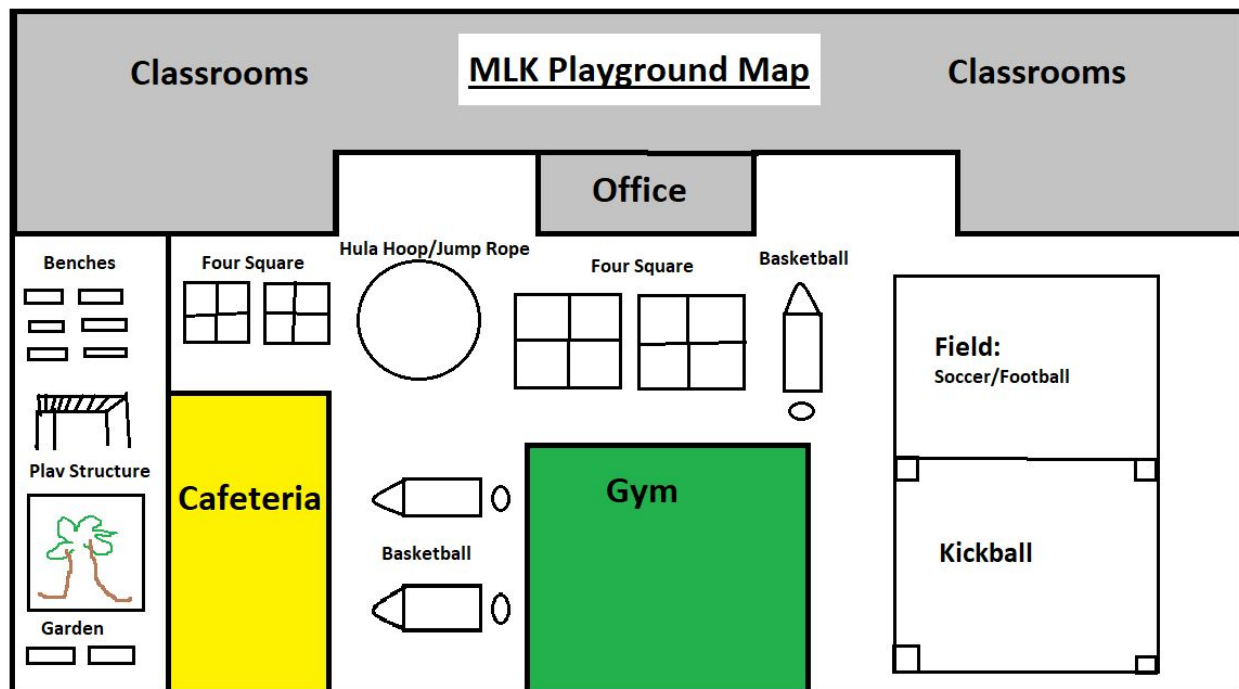 Classrooms
MLK Playground Map
Classrooms
Office
Benches
Four Square
Hula Hoop/Jump Rope
Four Square
Basketball
Field:
Soccer/Football
Plav Structure
Cafeteria
Gym
Basketball
Kickball
Garden